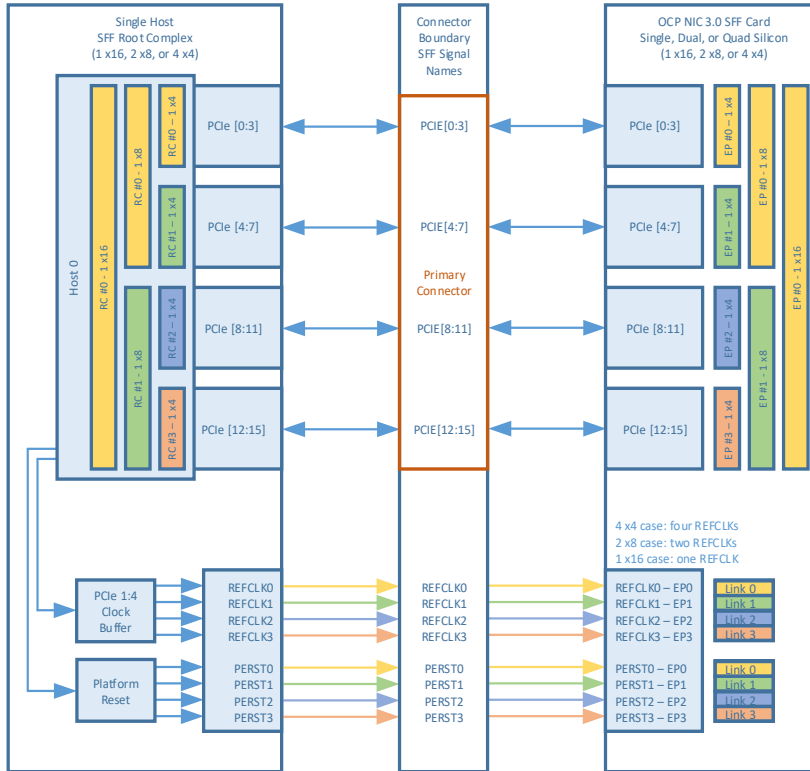 Single Host
SFF Root Complex
(1 x16, 2 x8, or 4 x4)
Connector
Boundary
SFF Signal
Names
OCP NIC 3.0 SFF Card
Single, Dual, or Quad Silicon
(1 x16, 2 x8, or 4 x4)
Host 0
RC #0 - 1 x16
RC #0 - 1 x8
RC #1 - 1 x8
RC #0 – 1 x4
RC #1 – 1 x4
RC #2 – 1 x4
RC #3 – 1 x4
PCIe [0:3]
PCIe [4:7]
PCIe [8:11]
PCIe [12:15]
PCIE[0:3]
PCIE[4:7]
Primary
Connector
PCIE[8:11]
PCIE[12:15]
PCIe [0:3]
PCIe [4:7]
PCIe [8:11]
PCIe [12:15]
EP #0 – 1 x4
EP #1 – 1 x4
EP #2 – 1 x4
EP #3 – 1 x4
EP #0 - 1 x8
EP #1 - 1 x8
EP #0 - 1 x16
4 x4 case: four REFCLKs
2 x8 case: two REFCLKs
1 x16 case: one REFCLK
PCIe 1:4
Clock
Buffer
REFCLK0
REFCLK1
REFCLK2
REFCLK3
REFCLK0
REFCLK1
REFCLK2
REFCLK3
REFCLK0 – EP0
REFCLK1 – EP1
REFCLK2 – EP2
REFCLK3 – EP3
Link 0
Link 1
Link 2
Link 3
Platform
Reset
PERST0
PERST1
PERST2
PERST3
PERST0
PERST1
PERST2
PERST3
PERST0 – EP0
PERST1 – EP1
PERST2 – EP2
PERST3 – EP3
Link 0
Link 1
Link 2
Link 3